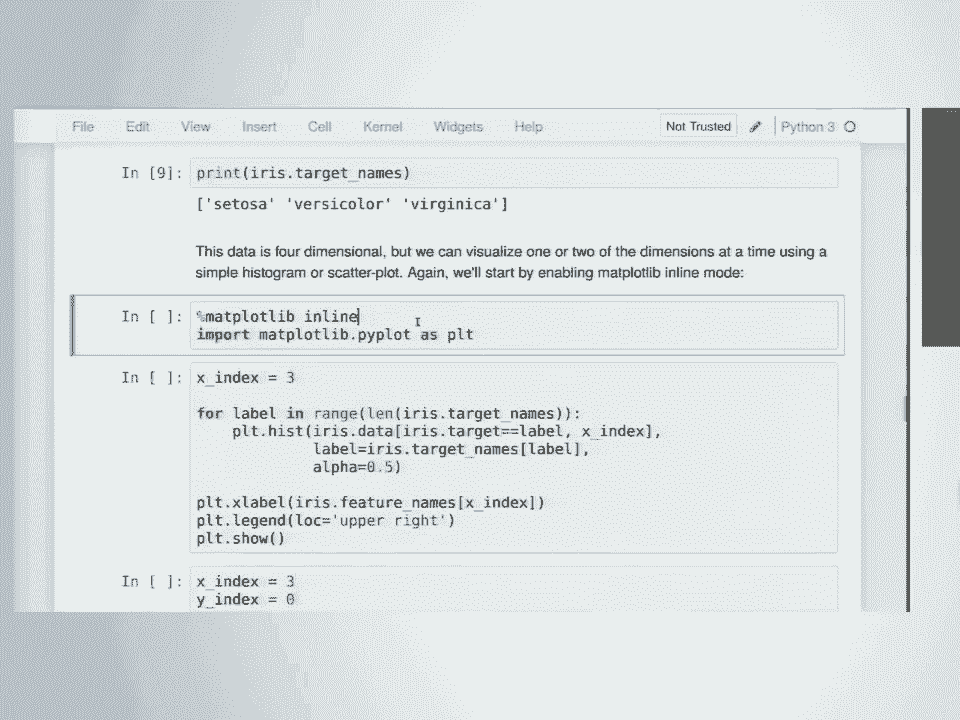 File Edit View Insert Cell Kernel Widgets Help Not Trusted Python 3
In [9]: print(iris.target_names)
['setosa' 'versicolor' 'virginica']
This data is four dimensional, but we can visualize one or two of the dimensions at a time using a
simple histogram or scatter-plot. Again, we'll start by enabling matplotlib inline mode:
In [ ]: %matplotlib inline
import matplotlib.pyplot as plt
In [ ]: x_index = 3
for label in range(len(iris.target_names)):
plt.hist(iris.data[iris.target==label, x_index],
label=iris.target_names[label],
alpha=0.5)
plt.xlabel(iris.feature_names[x_index])
plt.legend(loc='upper right')
plt.show()
In [ ]: x_index = 3
y_index = 0